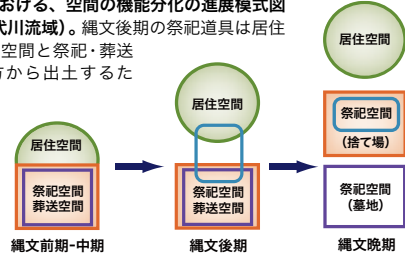 おける、空間の機能分化の進展模式図
代川流域）。縄文後期の祭祀道具は居住
空間と祭祀・葬送
方から出土するた
居住空間
祭祀空間
葬送空間
縄文前期-中期
居住空間
祭祀空間
葬送空間
縄文後期
居住空間
祭祀空間
（捨て場）
祭祀空間
（墓地）
縄文晩期